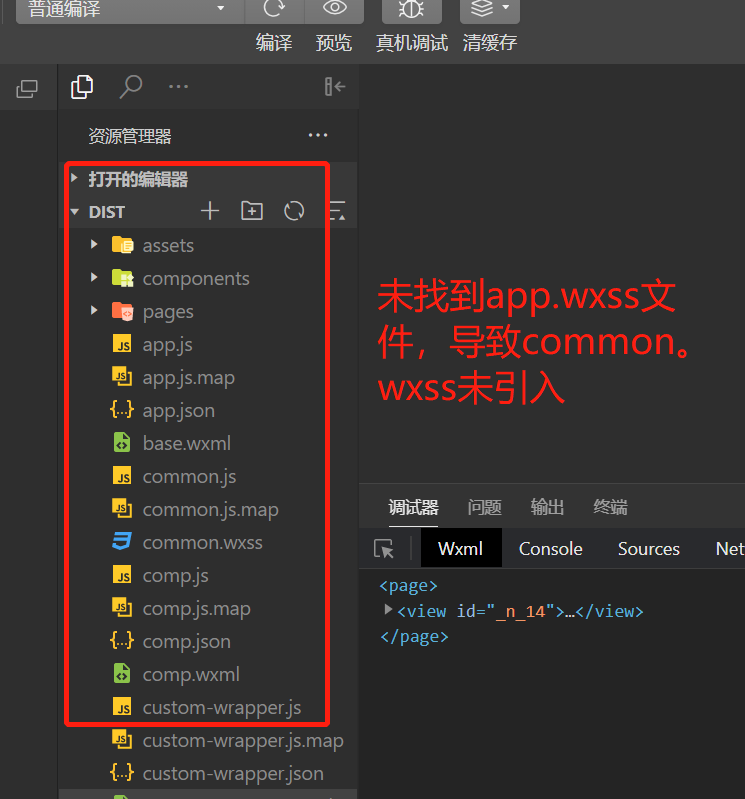 普通编译
编译
预览
真机调试
清缓存
资源管理器
打开的编辑器
DIST
assets
components
pages
app.js
app.js.map
app.json
base.wxml
common.js
common.js.map
common.wxss
comp.js
comp.js.map
comp.json
comp.wxml
custom-wrapper.js
custom-wrapper.js.map
custom-wrapper.json
未找到app.wxss文
件，导致common。
wxss未引入
调试器
问题
输出
终端
Wxml
Console
Sources
Net
<page>
<view id="_n_14">…</view>
</page>